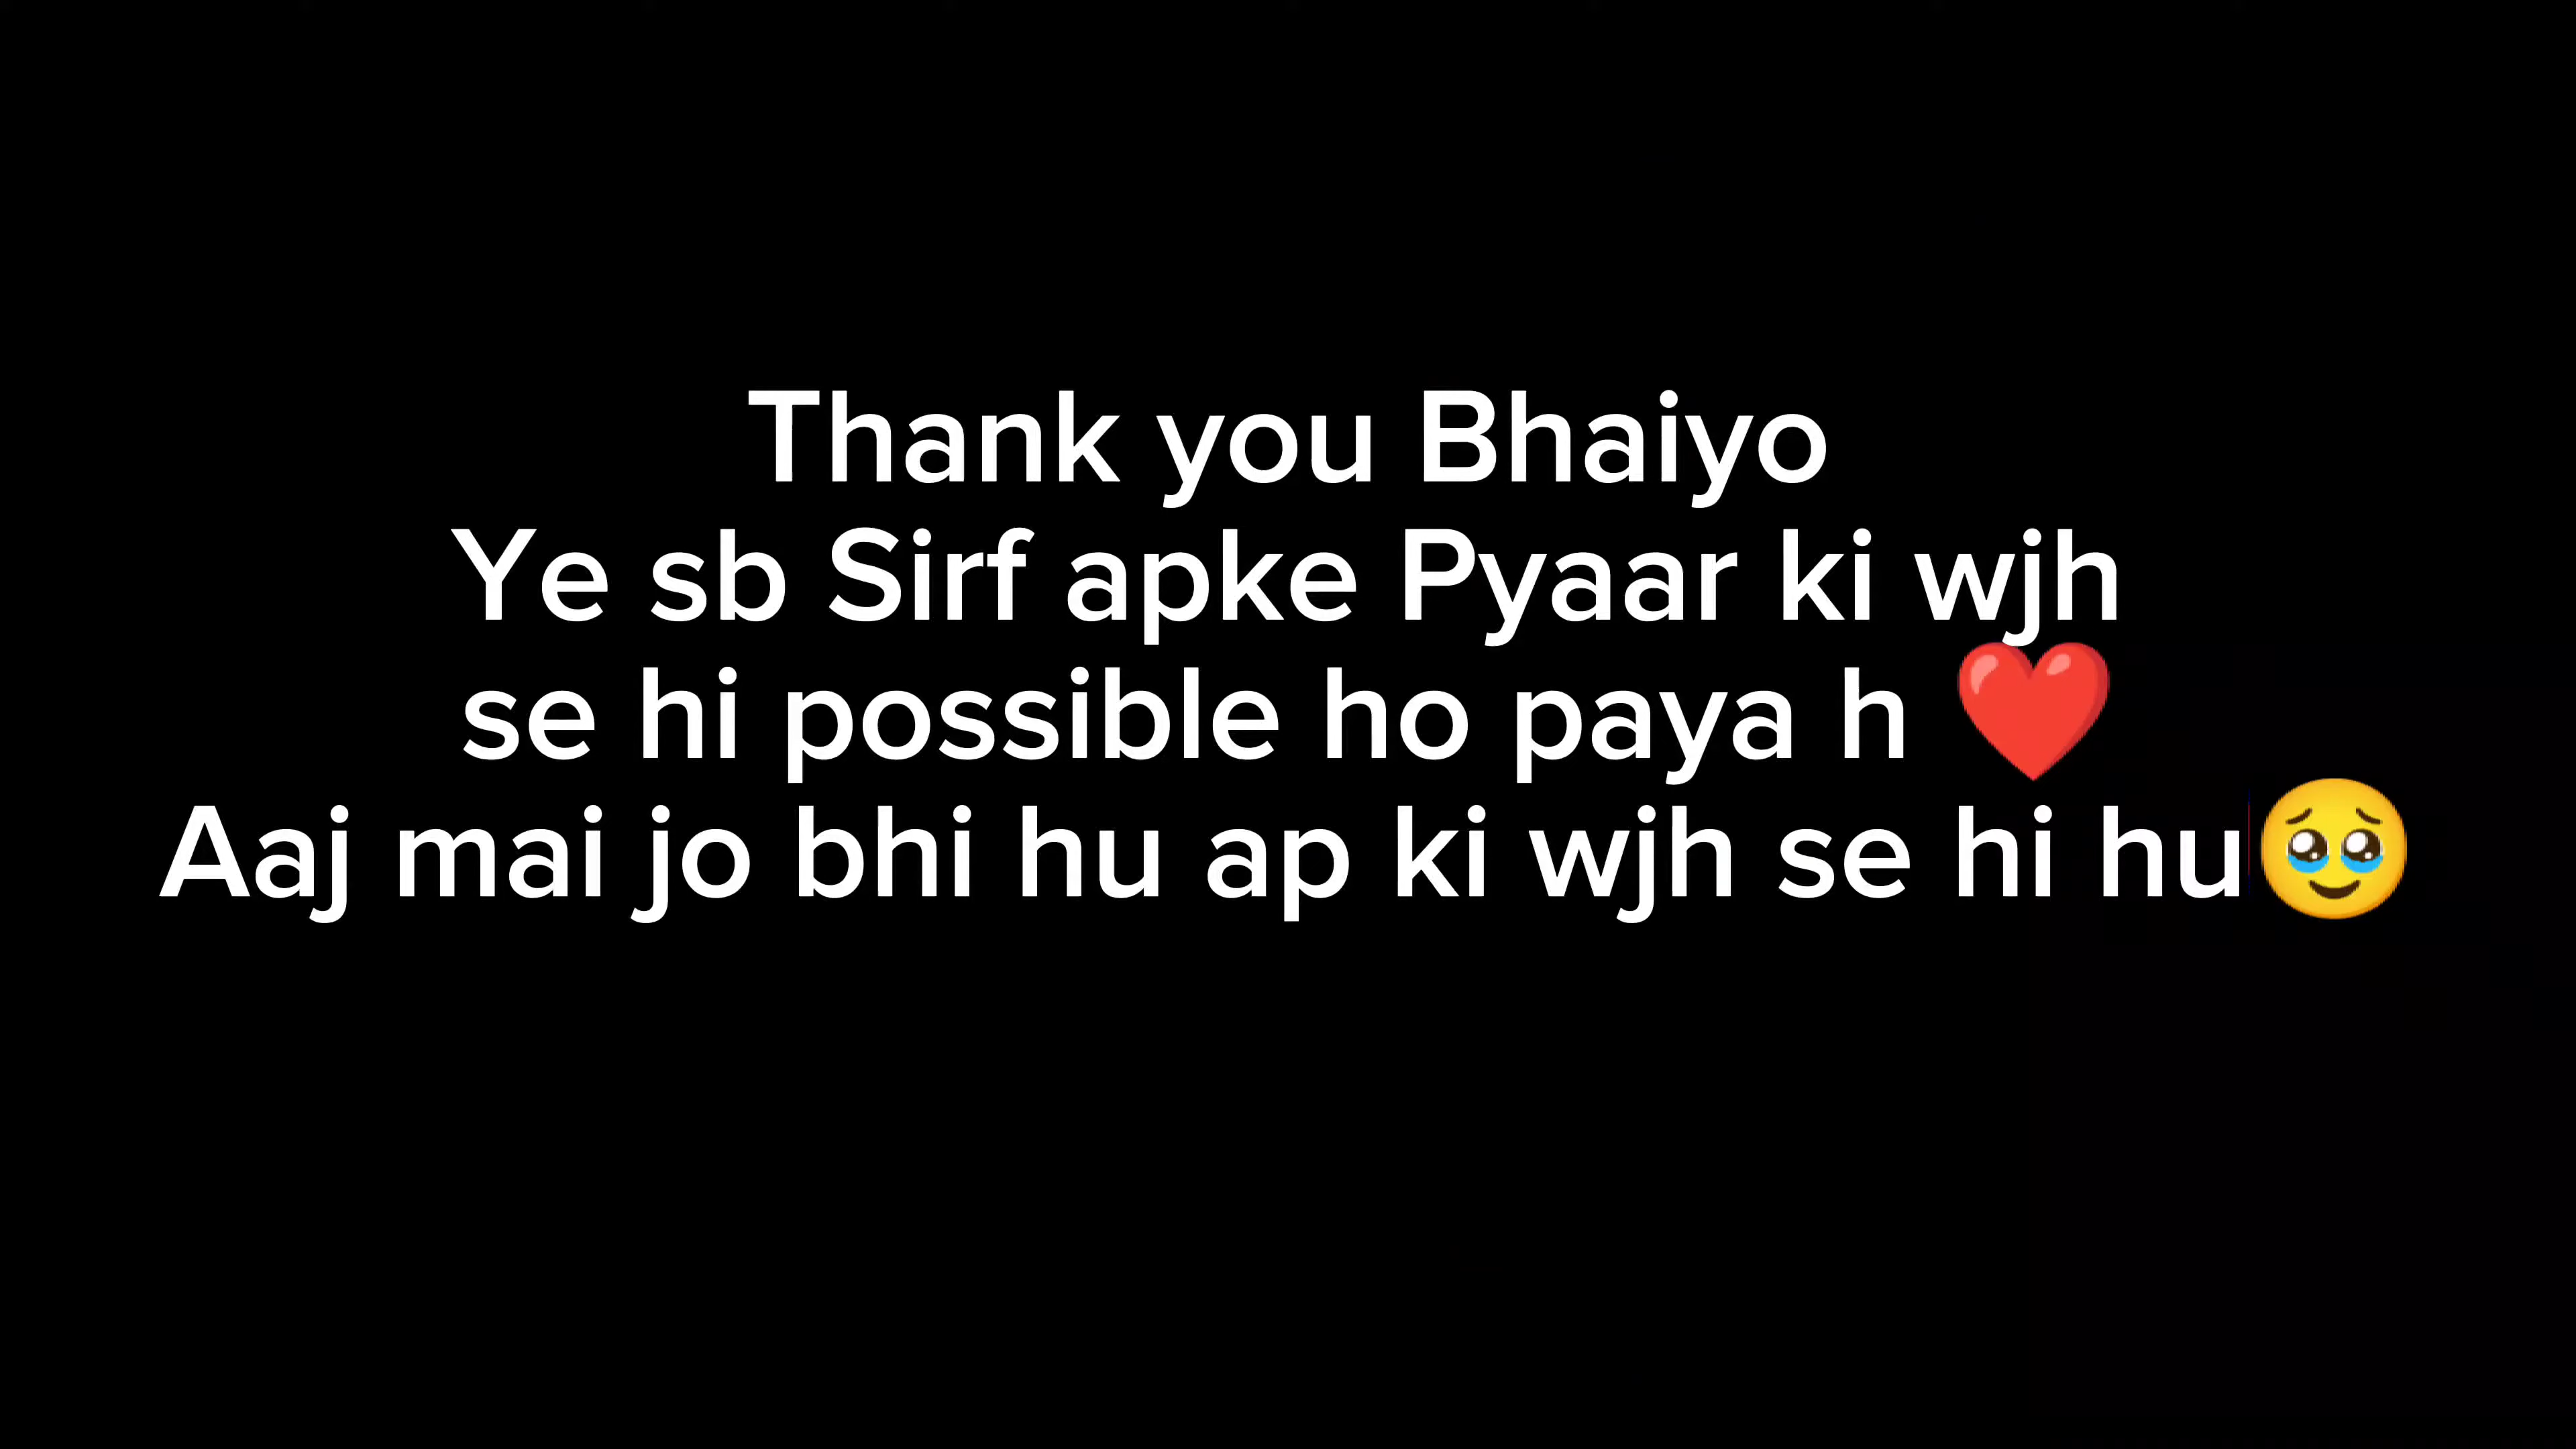 Thank you Bhaiyo
Ye sb Sirf apke Pyaar ki wjh
se hi possible ho paya h ❤️
Aaj mai jo bhi hu ap ki wjh se hi hu🥹